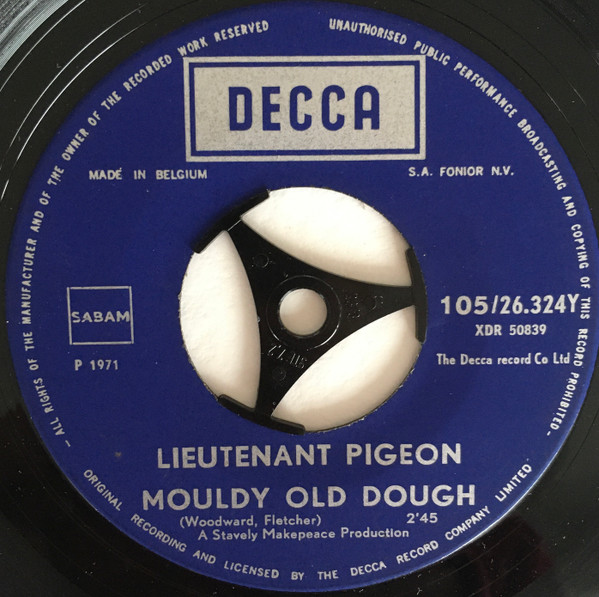 - ALL RIGHTS OF THE MANUFACTURER AND OF THE OWNER OF THE RECORDED WORK RESERVED
UNAUTHORISED PUBLIC PERFORMANCE BROADCASTING AND COPYING OF THIS RECORD PROHIBITED -
DECCA
MADE IN BELGIUM
S.A. FONIOR N.V.
SABAM
P 1971
105/26.324Y
XDR 50839
The Decca record Co Ltd
LIEUTENANT PIGEON
MOULDY OLD DOUGH
(Woodward, Fletcher) 2'45
A Stavely Makepeace Production
ORIGINAL RECORDING AND LICENSED BY THE DECCA RECORD COMPANY LIMITED